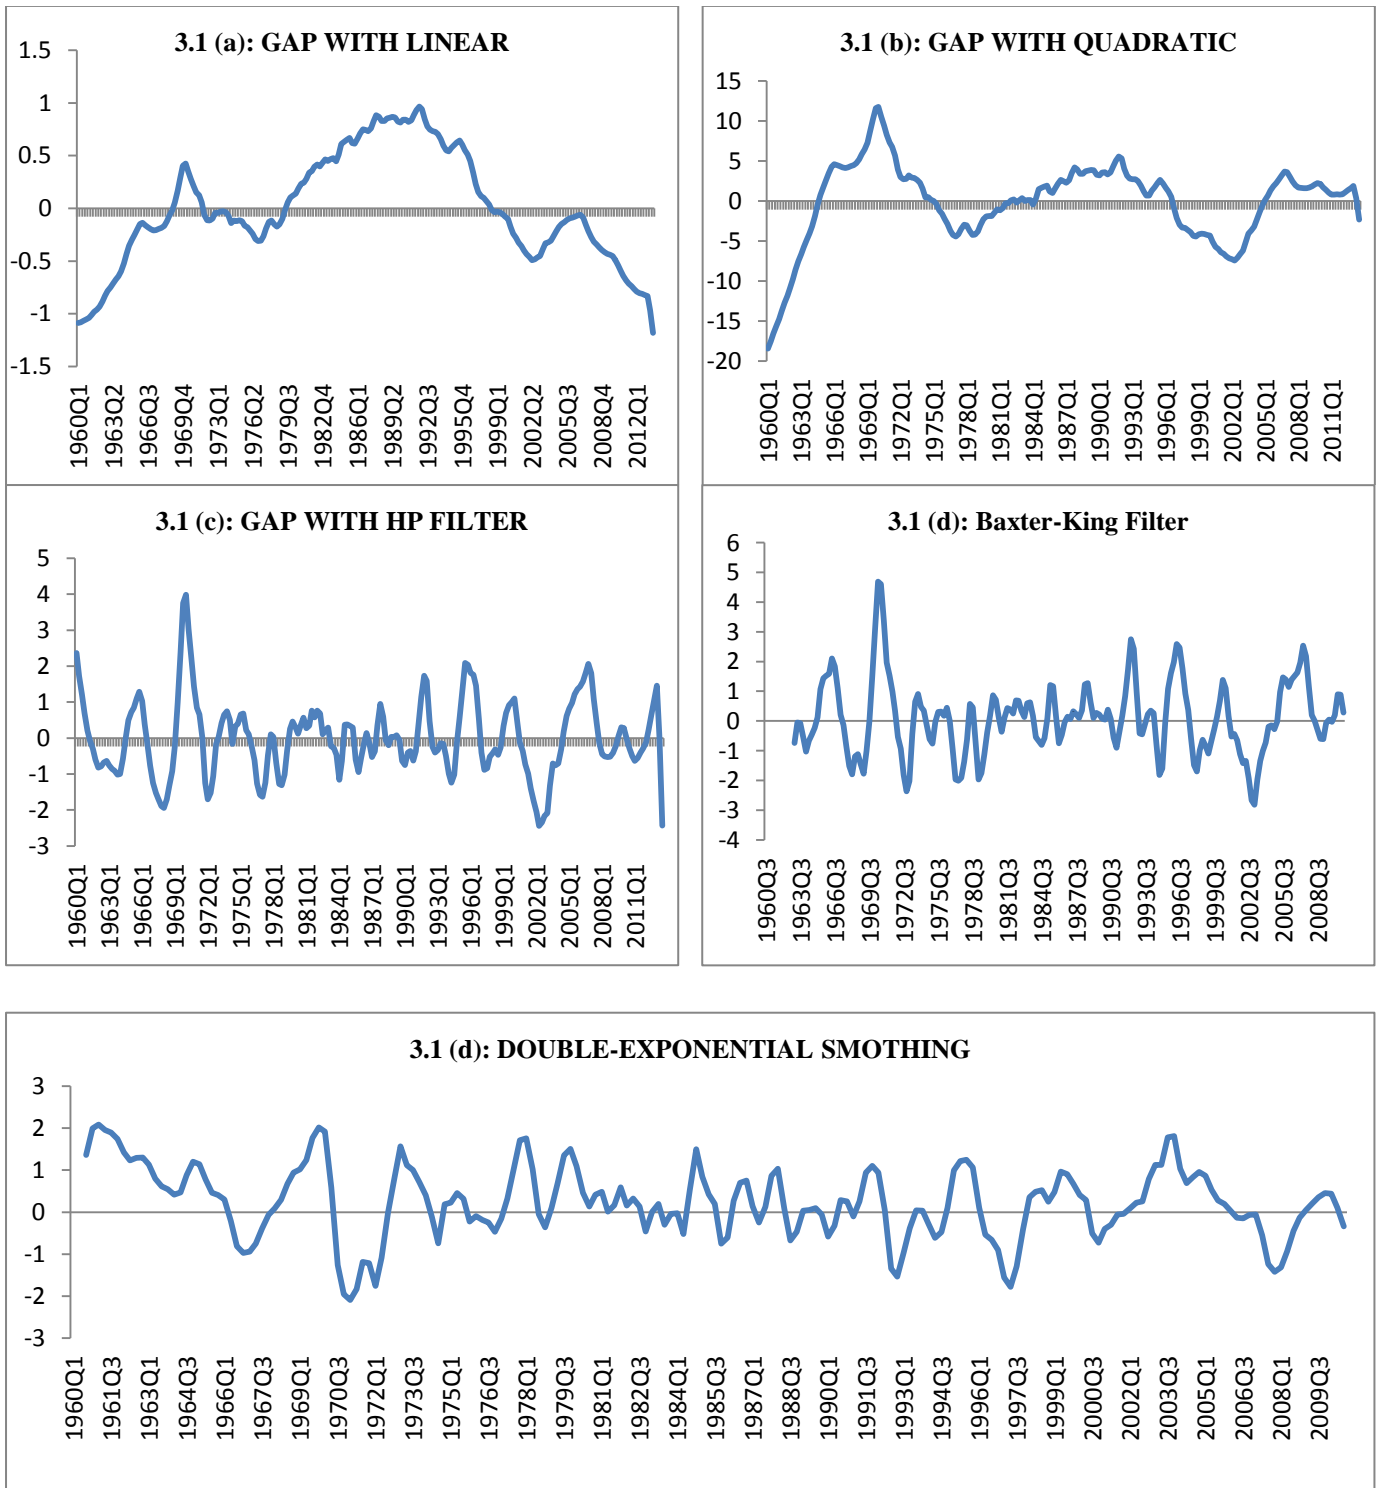 3.1 (a): GAP WITH LINEAR
1.5
1
0.5
0
-0.5
-1
-1.5
1960Q1
1963Q2
1966Q3
1969Q4
1973Q1
1976Q2
1979Q3
1982Q4
1986Q1
1989Q2
1992Q3
1995Q4
1999Q1
2002Q2
2005Q3
2008Q4
2012Q1
3.1 (b): GAP WITH QUADRATIC
15
10
5
0
-5
-10
-15
-20
1960Q1
1963Q1
1966Q1
1969Q1
1972Q1
1975Q1
1978Q1
1981Q1
1984Q1
1987Q1
1990Q1
1993Q1
1996Q1
1999Q1
2002Q1
2005Q1
2008Q1
2011Q1
3.1 (c): GAP WITH HP FILTER
5
4
3
2
1
0
-1
-2
-3
1960Q1
1963Q1
1966Q1
1969Q1
1972Q1
1975Q1
1978Q1
1981Q1
1984Q1
1987Q1
1990Q1
1993Q1
1996Q1
1999Q1
2002Q1
2005Q1
2008Q1
2011Q1
3.1 (d): Baxter-King Filter
6
5
4
3
2
1
0
-1
-2
-3
-4
1960Q3
1963Q3
1966Q3
1969Q3
1972Q3
1975Q3
1978Q3
1981Q3
1984Q3
1987Q3
1990Q3
1993Q3
1996Q3
1999Q3
2002Q3
2005Q3
2008Q3
3.1 (d): DOUBLE-EXPONENTIAL SMOTHING
3
2
1
0
-1
-2
-3
1960Q1
1961Q3
1963Q1
1964Q3
1966Q1
1967Q3
1969Q1
1970Q3
1972Q1
1973Q3
1975Q1
1976Q3
1978Q1
1979Q3
1981Q1
1982Q3
1984Q1
1985Q3
1987Q1
1988Q3
1990Q1
1991Q3
1993Q1
1994Q3
1996Q1
1997Q3
1999Q1
2000Q3
2002Q1
2003Q3
2005Q1
2006Q3
2008Q1
2009Q3